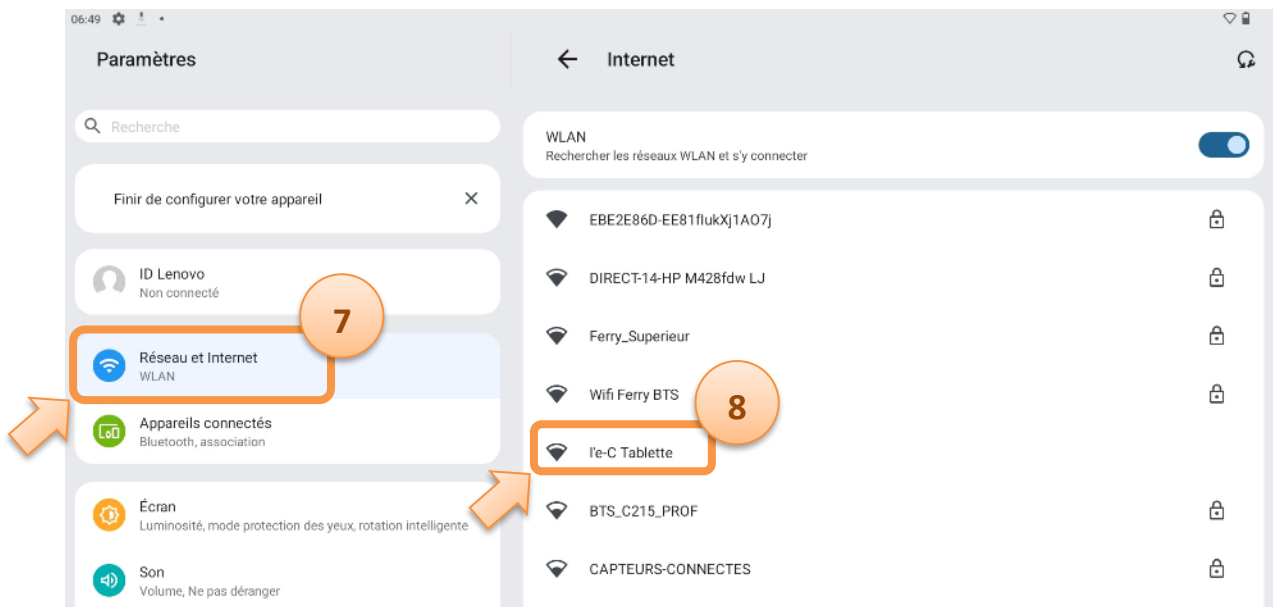 06:49
Paramètres
Recherche
Finir de configurer votre appareil
ID Lenovo
Non connecté
7
Réseau et Internet
WLAN
Appareils connectés
Bluetooth, association
Écran
Luminosité, mode protection des yeux, rotation intelligente
Son
Volume, Ne pas déranger
Internet
WLAN
Rechercher les réseaux WLAN et s'y connecter
EBE2E86D-EE81fIukXj1AO7j
DIRECT-14-HP M428fdw LJ
Ferry_Superieur
Wifi Ferry BTS
8
l'e-C Tablette
BTS_C215_PROF
CAPTEURS-CONNECTES